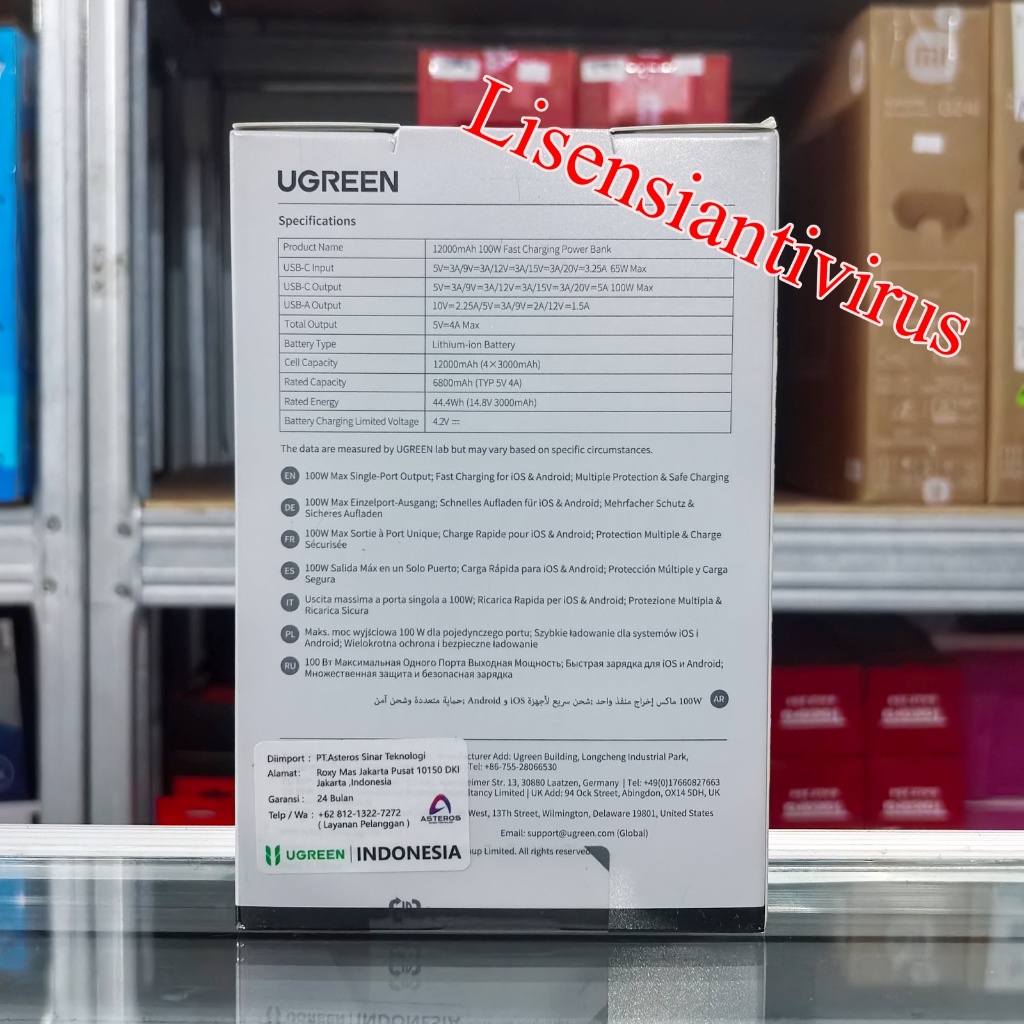 Lisensiantivirus
UGREEN
Specifications
Product Name 12000mAh 100W Fast Charging Power Bank
USB-C Input 5V⎓3A/9V⎓3A/12V⎓3A/15V⎓3A/20V⎓3.25A 65W Max
USB-C Output 5V⎓3A/9V⎓3A/12V⎓3A/15V⎓3A/20V⎓5A 100W Max
USB-A Output 10V⎓2.25A/5V⎓3A/9V⎓2A/12V⎓1.5A
Total Output 5V⎓4A Max
Battery Type Lithium-ion Battery
Cell Capacity 12000mAh (4×3000mAh)
Rated Capacity 6800mAh (TYP 5V 4A)
Rated Energy 44.4Wh (14.8V 3000mAh)
Battery Charging Limited Voltage 4.2V ⎓
The data are measured by UGREEN lab but may vary based on specific circumstances.
EN 100W Max Single-Port Output; Fast Charging for iOS & Android; Multiple Protection & Safe Charging
DE 100W Max Einzelport-Ausgang; Schnelles Aufladen für iOS & Android; Mehrfacher Schutz &
Sicheres Aufladen
FR 100W Max Sortie à Port Unique; Charge Rapide pour iOS & Android; Protection Multiple & Charge
Sécurisée
ES 100W Salida Máx en un Solo Puerto; Carga Rápida para iOS & Android; Protección Múltiple y Carga
Segura
IT Uscita massima a porta singola a 100W; Ricarica Rapida per iOS & Android; Protezione Multipla &
Ricarica Sicura
PL Maks. moc wyjściowa 100 W dla pojedynczego portu; Szybkie ładowanie dla systemów iOS i
Android; Wielokrotna ochrona i bezpieczne ładowanie
RU 100 Вт Максимальная Одного Порта Выходная Мощность; Быстрая зарядка для iOS и Android;
Множественная защита и безопасная зарядка
AR 100W ماكس إخراج منفذ واحد ;شحن سريع لأجهزة iOS و Android ;حماية متعددة وشحن آمن
Diimport : PT.Asteros Sinar Teknologi
Alamat : Roxy Mas Jakarta Pusat 10150 DKI
Jakarta ,Indonesia
Garansi : 24 Bulan
Telp / Wa : +62 812-1322-7272
( Layanan Pelanggan )
ASTEROS
UGREEN | INDONESIA
Add: Ugreen Building, Longcheng Industrial Park,
Tel: +86-755-28066530
Str. 13, 30880 Laatzen, Germany | Tel: +49(0)17660827663
Limited | UK Add: 94 Ock Street, Abingdon, OX14 5DH, UK
West, 13Th Street, Wilmington, Delaware 19801, United States
Email: support@ugreen.com (Global)
Limited. All rights reserved.
mi